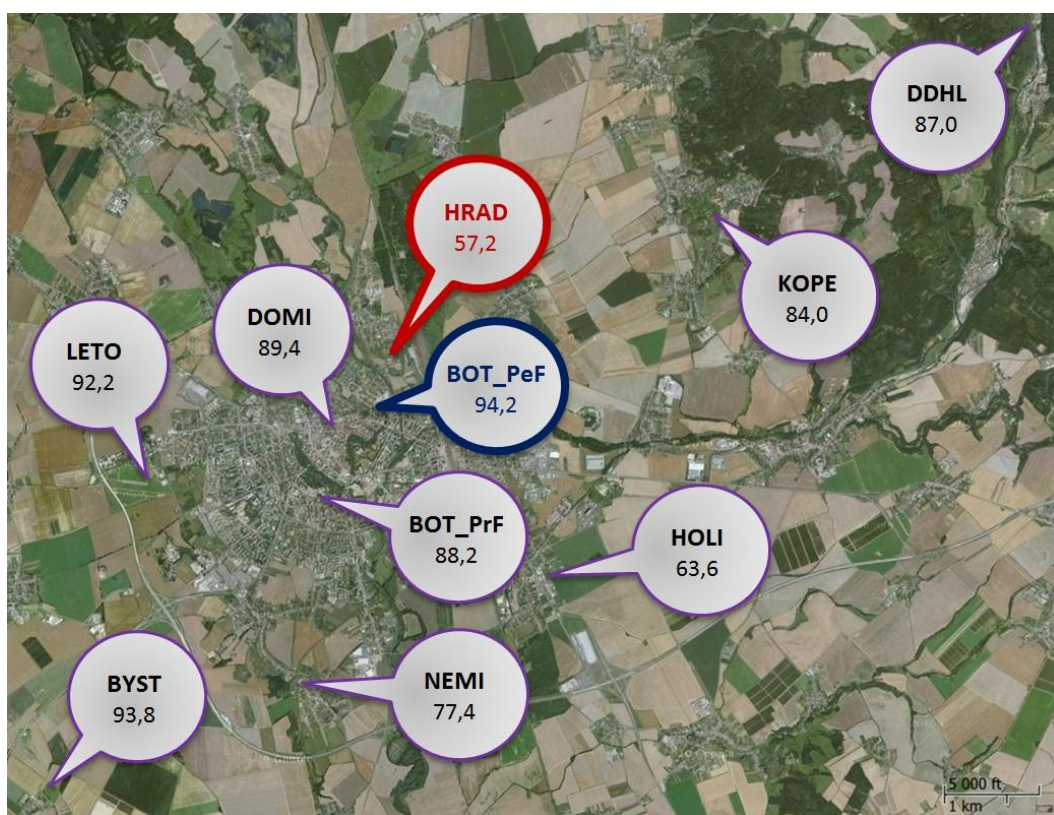 DDHL
87,0
HRAD
57,2
KOPE
84,0
DOMI
89,4
LETO
92,2
BOT_PeF
94,2
BOT_PrF
88,2
HOLI
63,6
BYST
93,8
NEMI
77,4
5 000 ft
1 km